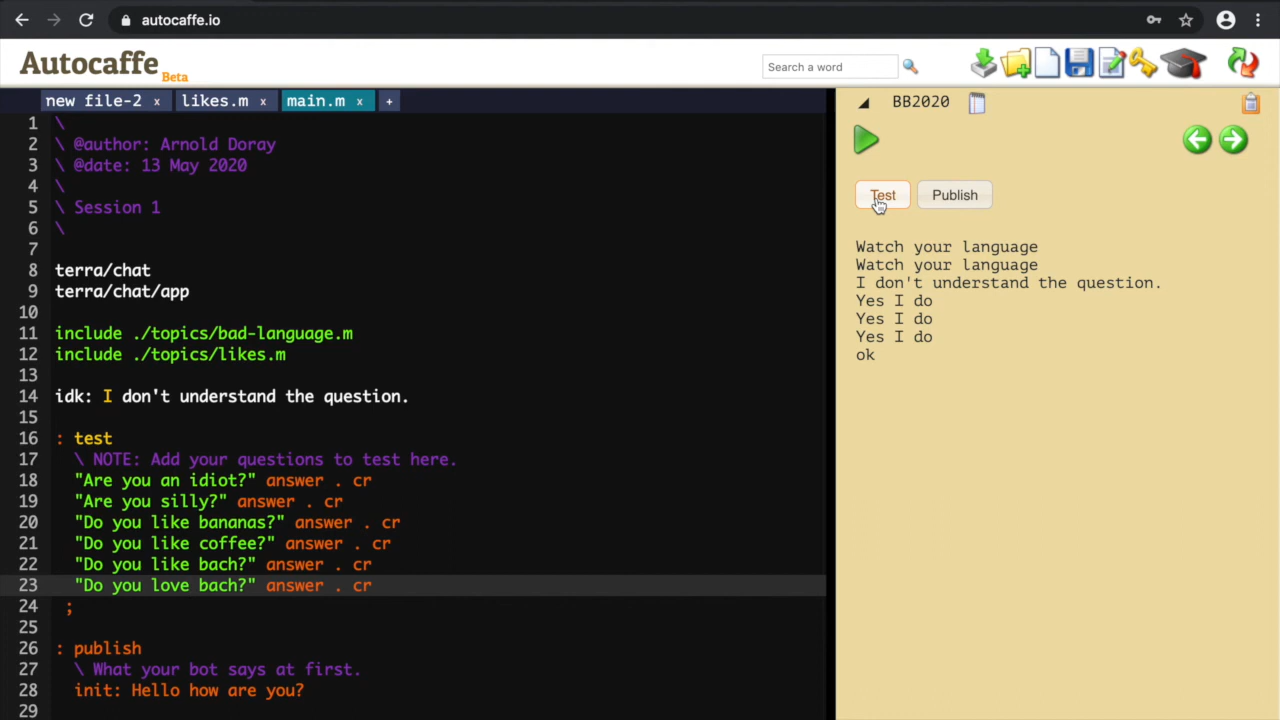 autocaffe.io
Autocaffe
Beta
Search a word
new file-2 x likes.m x main.m x +
BB2020
1 \
2 \ @author: Arnold Doray
3 \ @date: 13 May 2020
4 \
5 \ Session 1
6 \
7
8 terra/chat
9 terra/chat/app
10
11 include ./topics/bad-language.m
12 include ./topics/likes.m
13
14 idk: I don't understand the question.
15
16 : test
17 \ NOTE: Add your questions to test here.
18 "Are you an idiot?" answer . cr
19 "Are you silly?" answer . cr
20 "Do you like bananas?" answer . cr
21 "Do you like coffee?" answer . cr
22 "Do you like bach?" answer . cr
23 "Do you love bach?" answer . cr
24 ;
25
26 : publish
27 \ What your bot says at first.
28 init: Hello how are you?
29
Test Publish
Watch your language
Watch your language
I don't understand the question.
Yes I do
Yes I do
Yes I do
ok